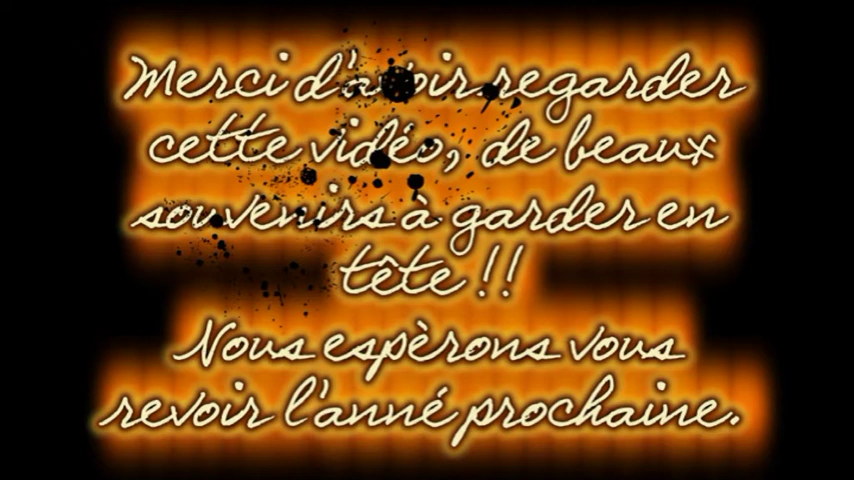 Merci d'avoir regarder
cette vidéo, de beaux
souvenirs à garder en
tête !!
Nous espèrons vous
revoir l'anné prochaine.